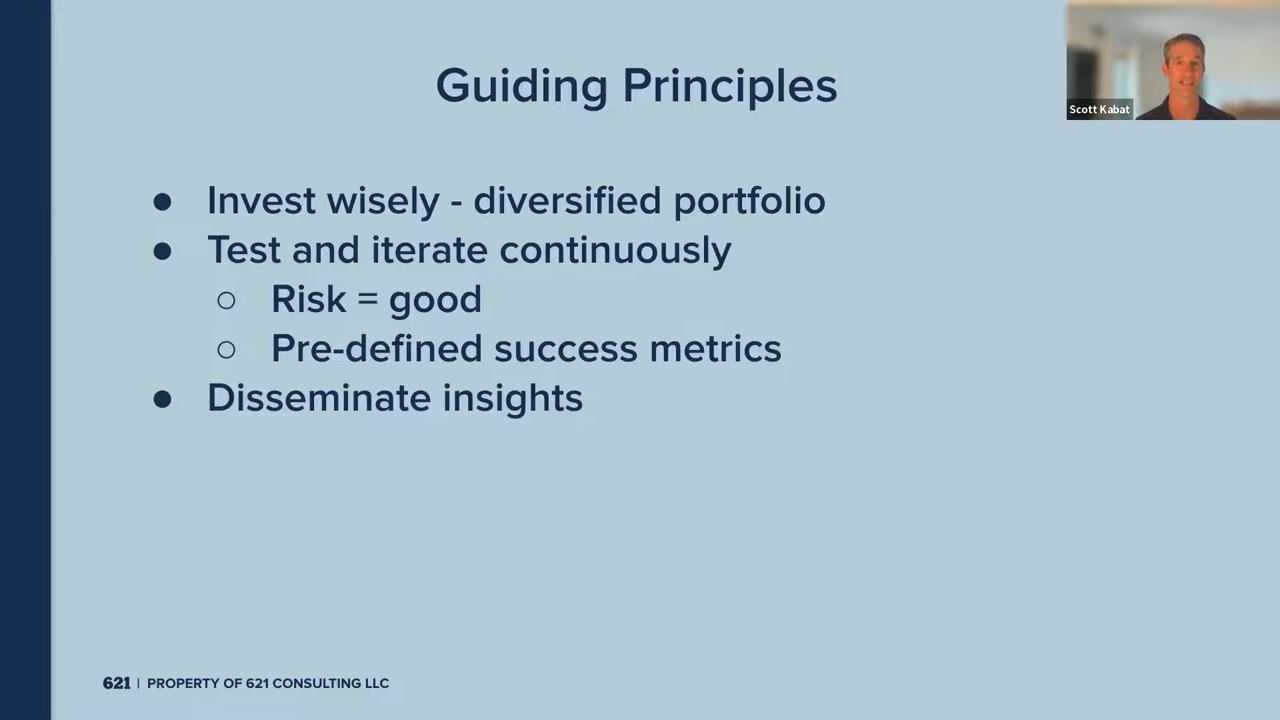 Guiding Principles
Scott Kabat
● Invest wisely - diversified portfolio
● Test and iterate continuously
○ Risk = good
○ Pre-defined success metrics
● Disseminate insights
621 | PROPERTY OF 621 CONSULTING LLC